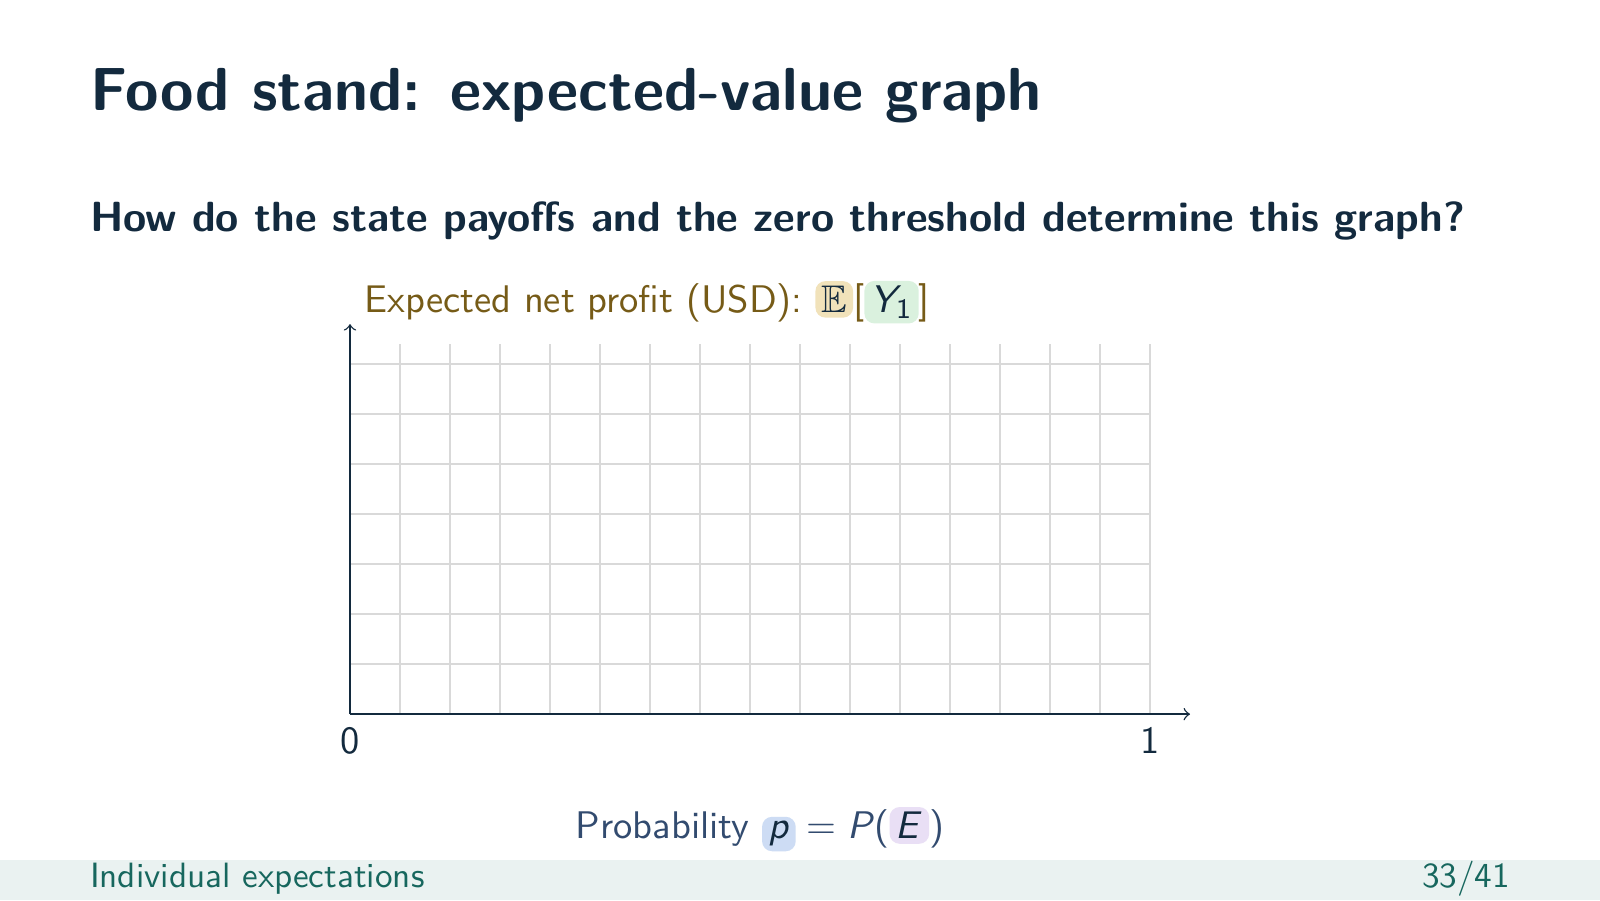 Food stand: expected-value graph
How do the state payoffs and the zero threshold determine this graph?
Expected net profit (USD): 𝔼[Y₁]
0 1
Probability p = P(E)
Individual expectations 33/41